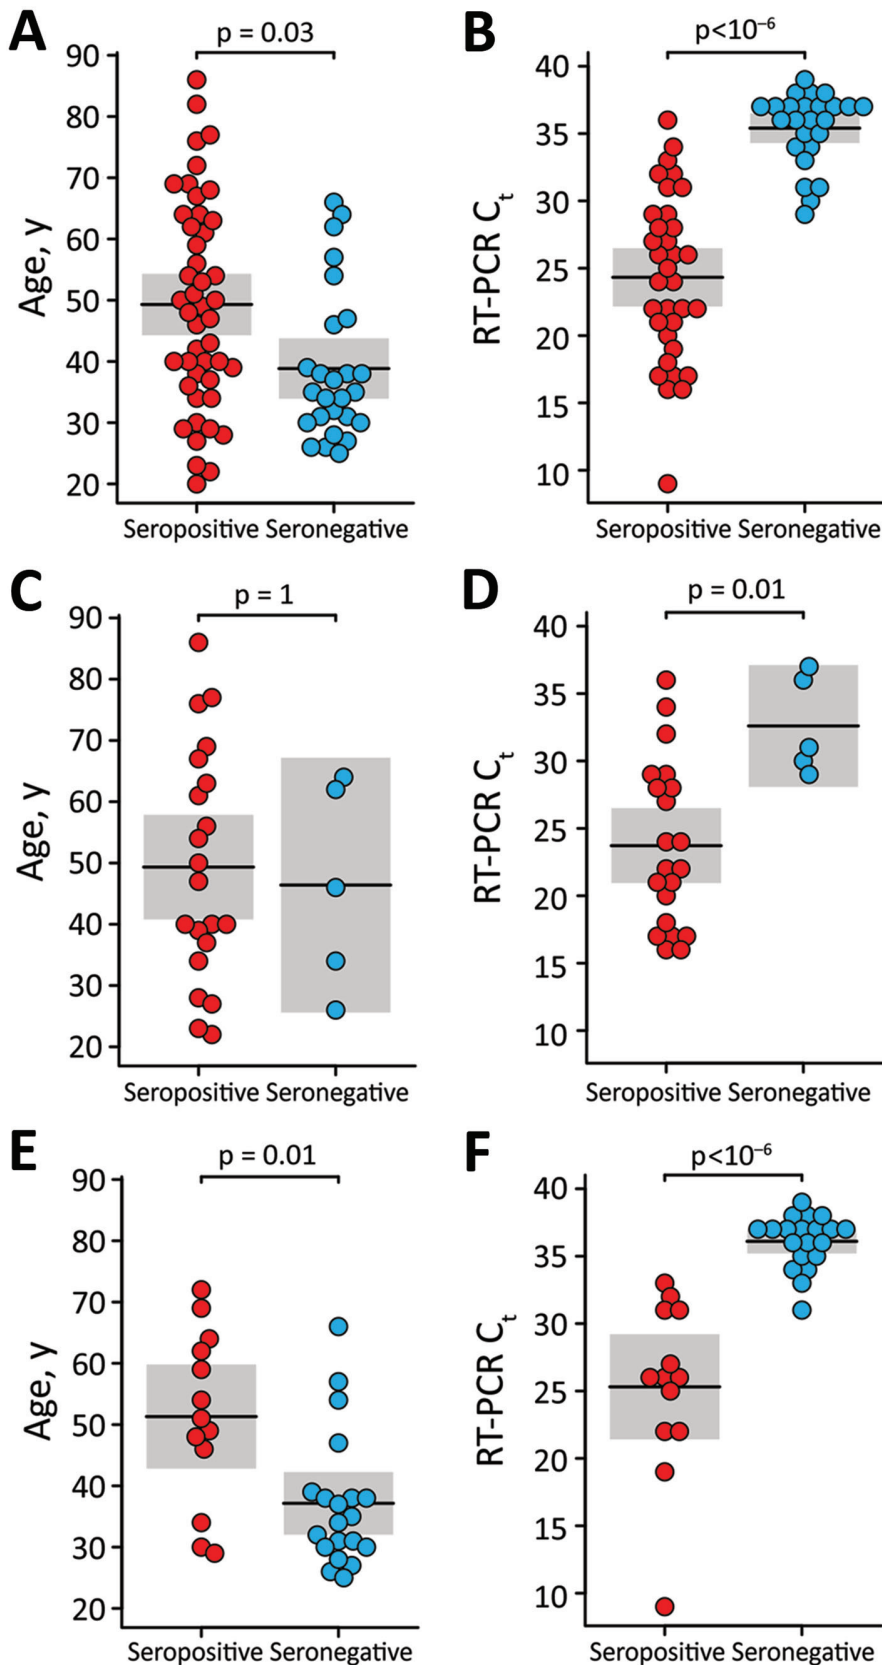 A
p = 0.03
90
80
70
60
50
40
30
20
Age, y
Seropositive Seronegative
B
p<10⁻⁶
40
35
30
25
20
15
10
RT-PCR Cₜ
Seropositive Seronegative
C
p = 1
90
80
70
60
50
40
30
20
Age, y
Seropositive Seronegative
D
p = 0.01
40
35
30
25
20
15
10
RT-PCR Cₜ
Seropositive Seronegative
E
p = 0.01
90
80
70
60
50
40
30
20
Age, y
Seropositive Seronegative
F
p<10⁻⁶
40
35
30
25
20
15
10
RT-PCR Cₜ
Seropositive Seronegative